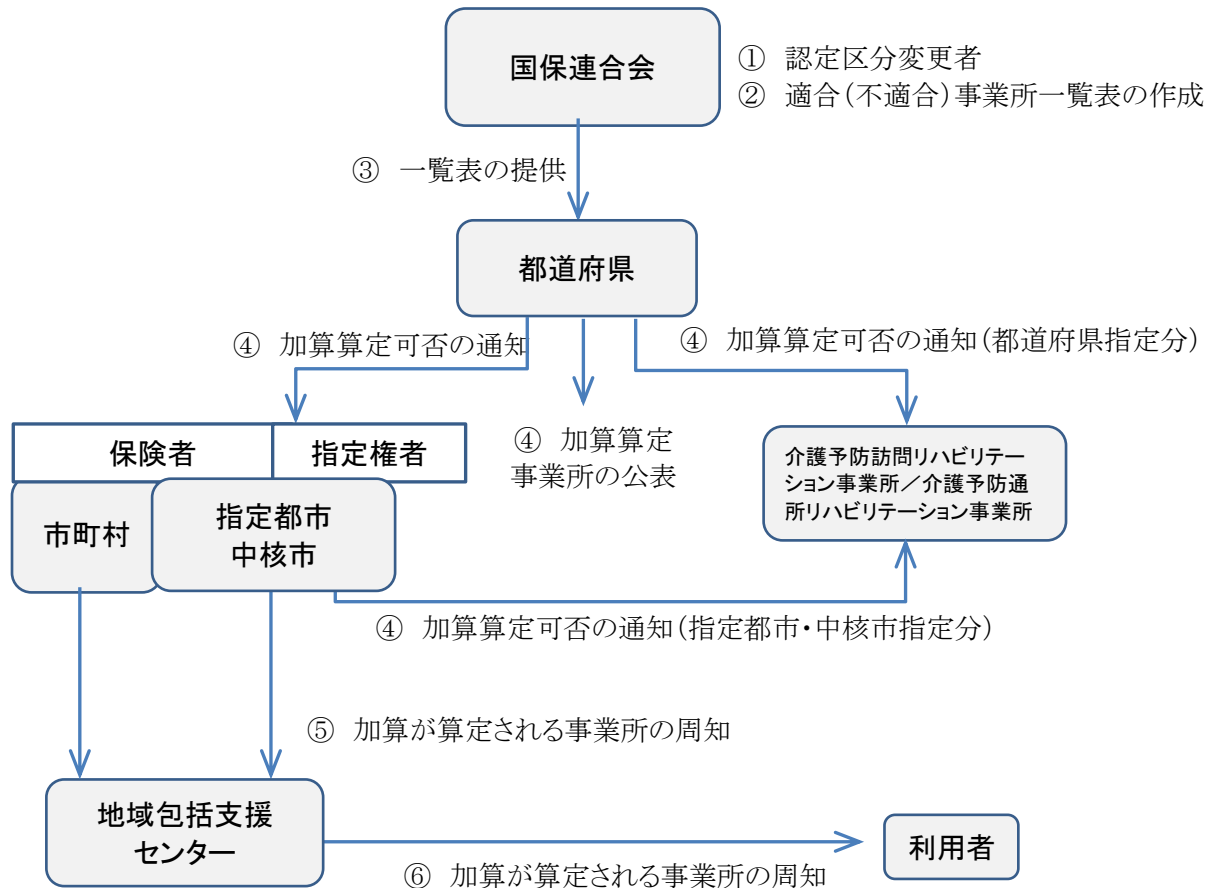 国保連合会
① 認定区分変更者
② 適合(不適合)事業所一覧表の作成
③ 一覧表の提供
都道府県
④ 加算算定可否の通知
④ 加算算定可否の通知(都道府県指定分)
保険者
指定権者
④ 加算算定
事業所の公表
介護予防訪問リハビリテー
ション事業所／介護予防通
所リハビリテーション事業所
市町村
指定都市
中核市
④ 加算算定可否の通知(指定都市・中核市指定分)
⑤ 加算が算定される事業所の周知
地域包括支援
センター
利用者
⑥ 加算が算定される事業所の周知